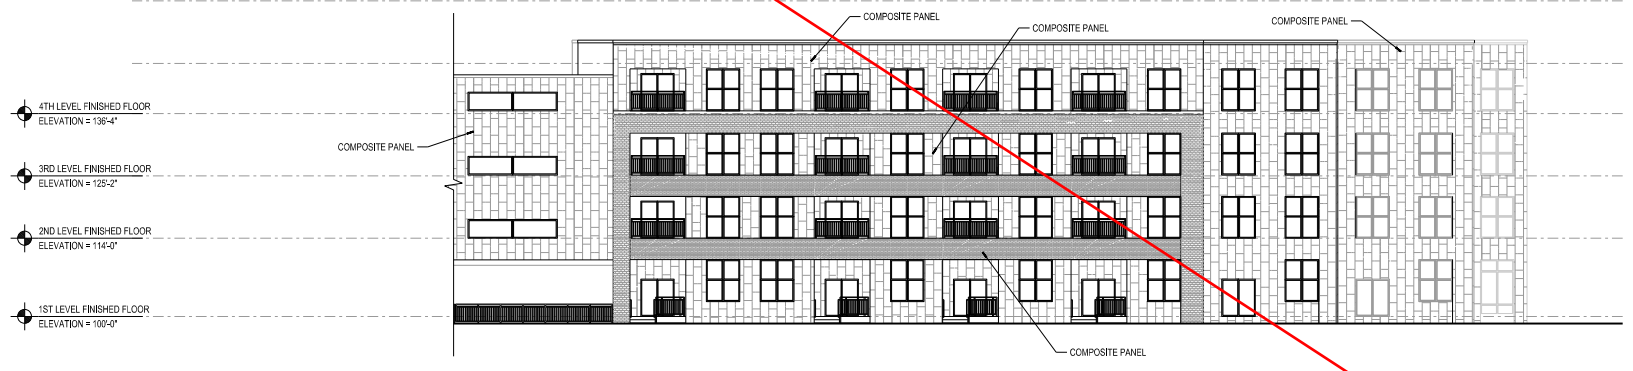 COMPOSITE PANEL
COMPOSITE PANEL
COMPOSITE PANEL
4TH LEVEL FINISHED FLOOR
ELEVATION = 136'-4"
COMPOSITE PANEL
3RD LEVEL FINISHED FLOOR
ELEVATION = 125'-2"
2ND LEVEL FINISHED FLOOR
ELEVATION = 114'-0"
1ST LEVEL FINISHED FLOOR
ELEVATION = 100'-0"
COMPOSITE PANEL